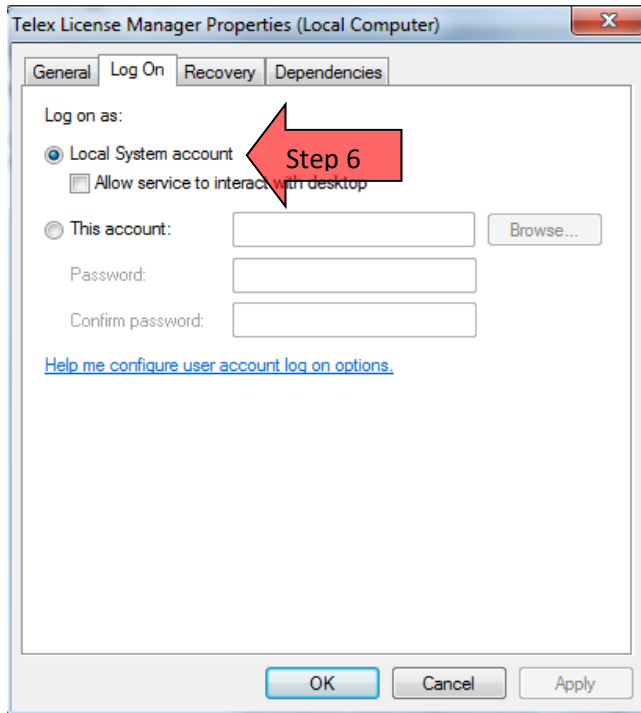 Telex License Manager Properties (Local Computer)
General Log On Recovery Dependencies
Log on as:
Local System account
Step 6
Allow service to interact with desktop
This account:
Browse...
Password:
Confirm password:
Help me configure user account log on options.
OK Cancel Apply